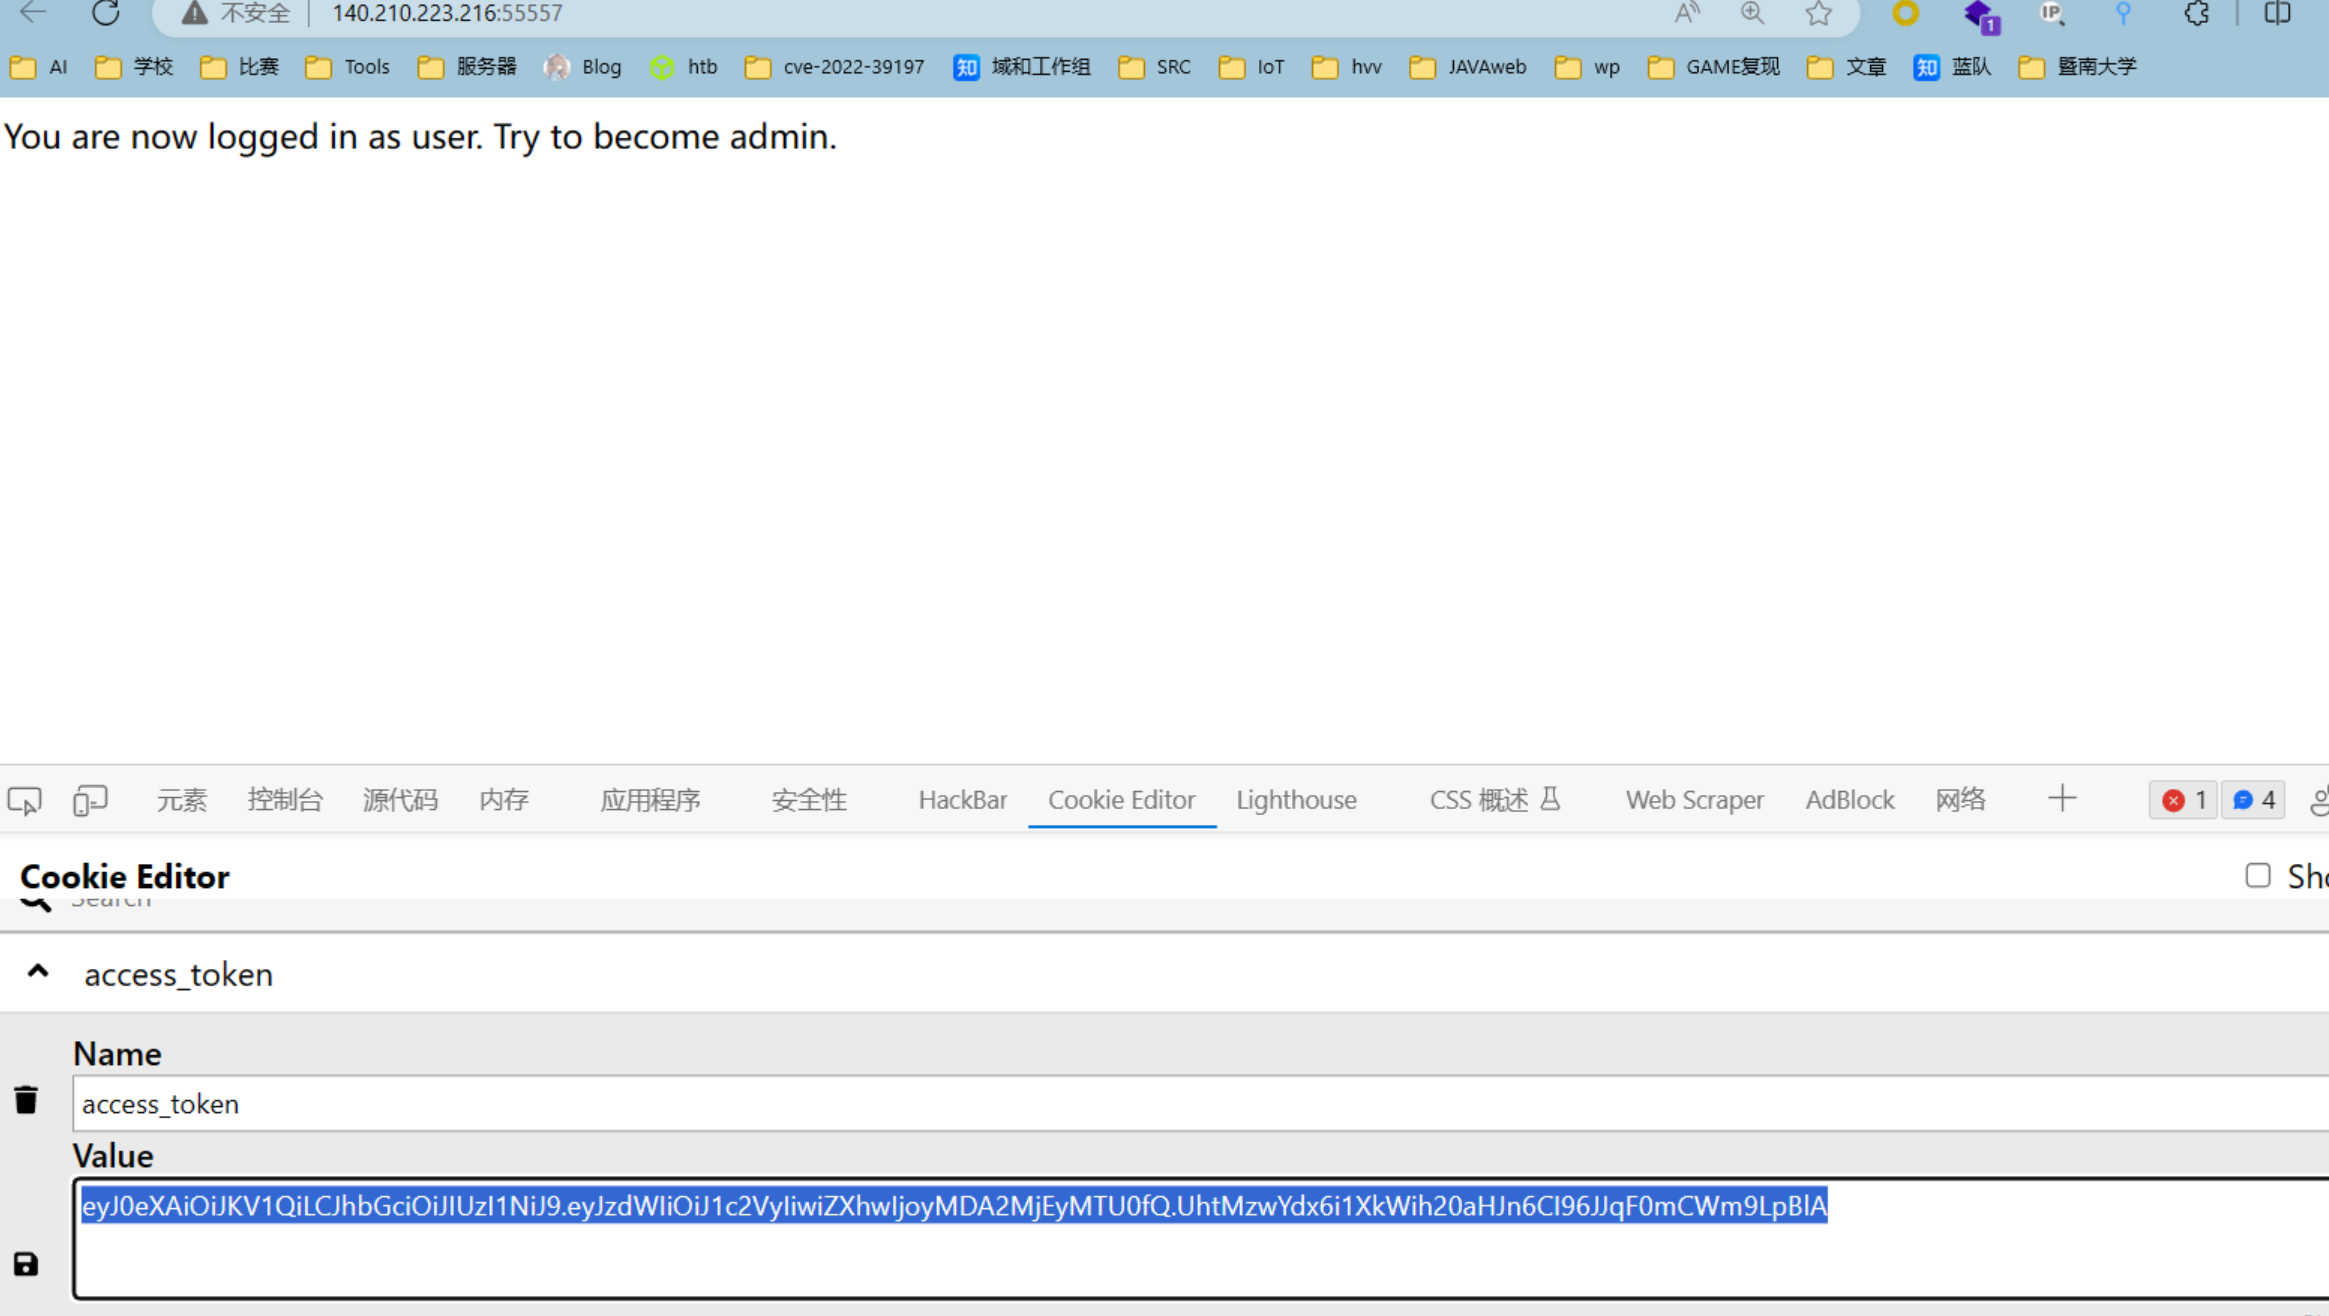 不安全 140.210.223.216:55557
AI 学校 比赛 Tools 服务器 Blog htb cve-2022-39197 知 域和工作组 SRC IoT hvv JAVAweb wp GAME复现 文章 知 蓝队 暨南大学
You are now logged in as user. Try to become admin.
元素 控制台 源代码 内存 应用程序 安全性 HackBar Cookie Editor Lighthouse CSS 概述 Web Scraper AdBlock 网络 1 4
Cookie Editor
Search
access_token
Name
access_token
Value
eyJ0eXAiOiJKV1QiLCJhbGciOiJIUzI1NiJ9.eyJzdWIiOiJ1c2VyIiwiZXhwIjoyMDA2MjEyMTU0fQ.UhtMzwYdx6i1XkWih20aHJn6CI96JJqF0mCWm9LpBlA